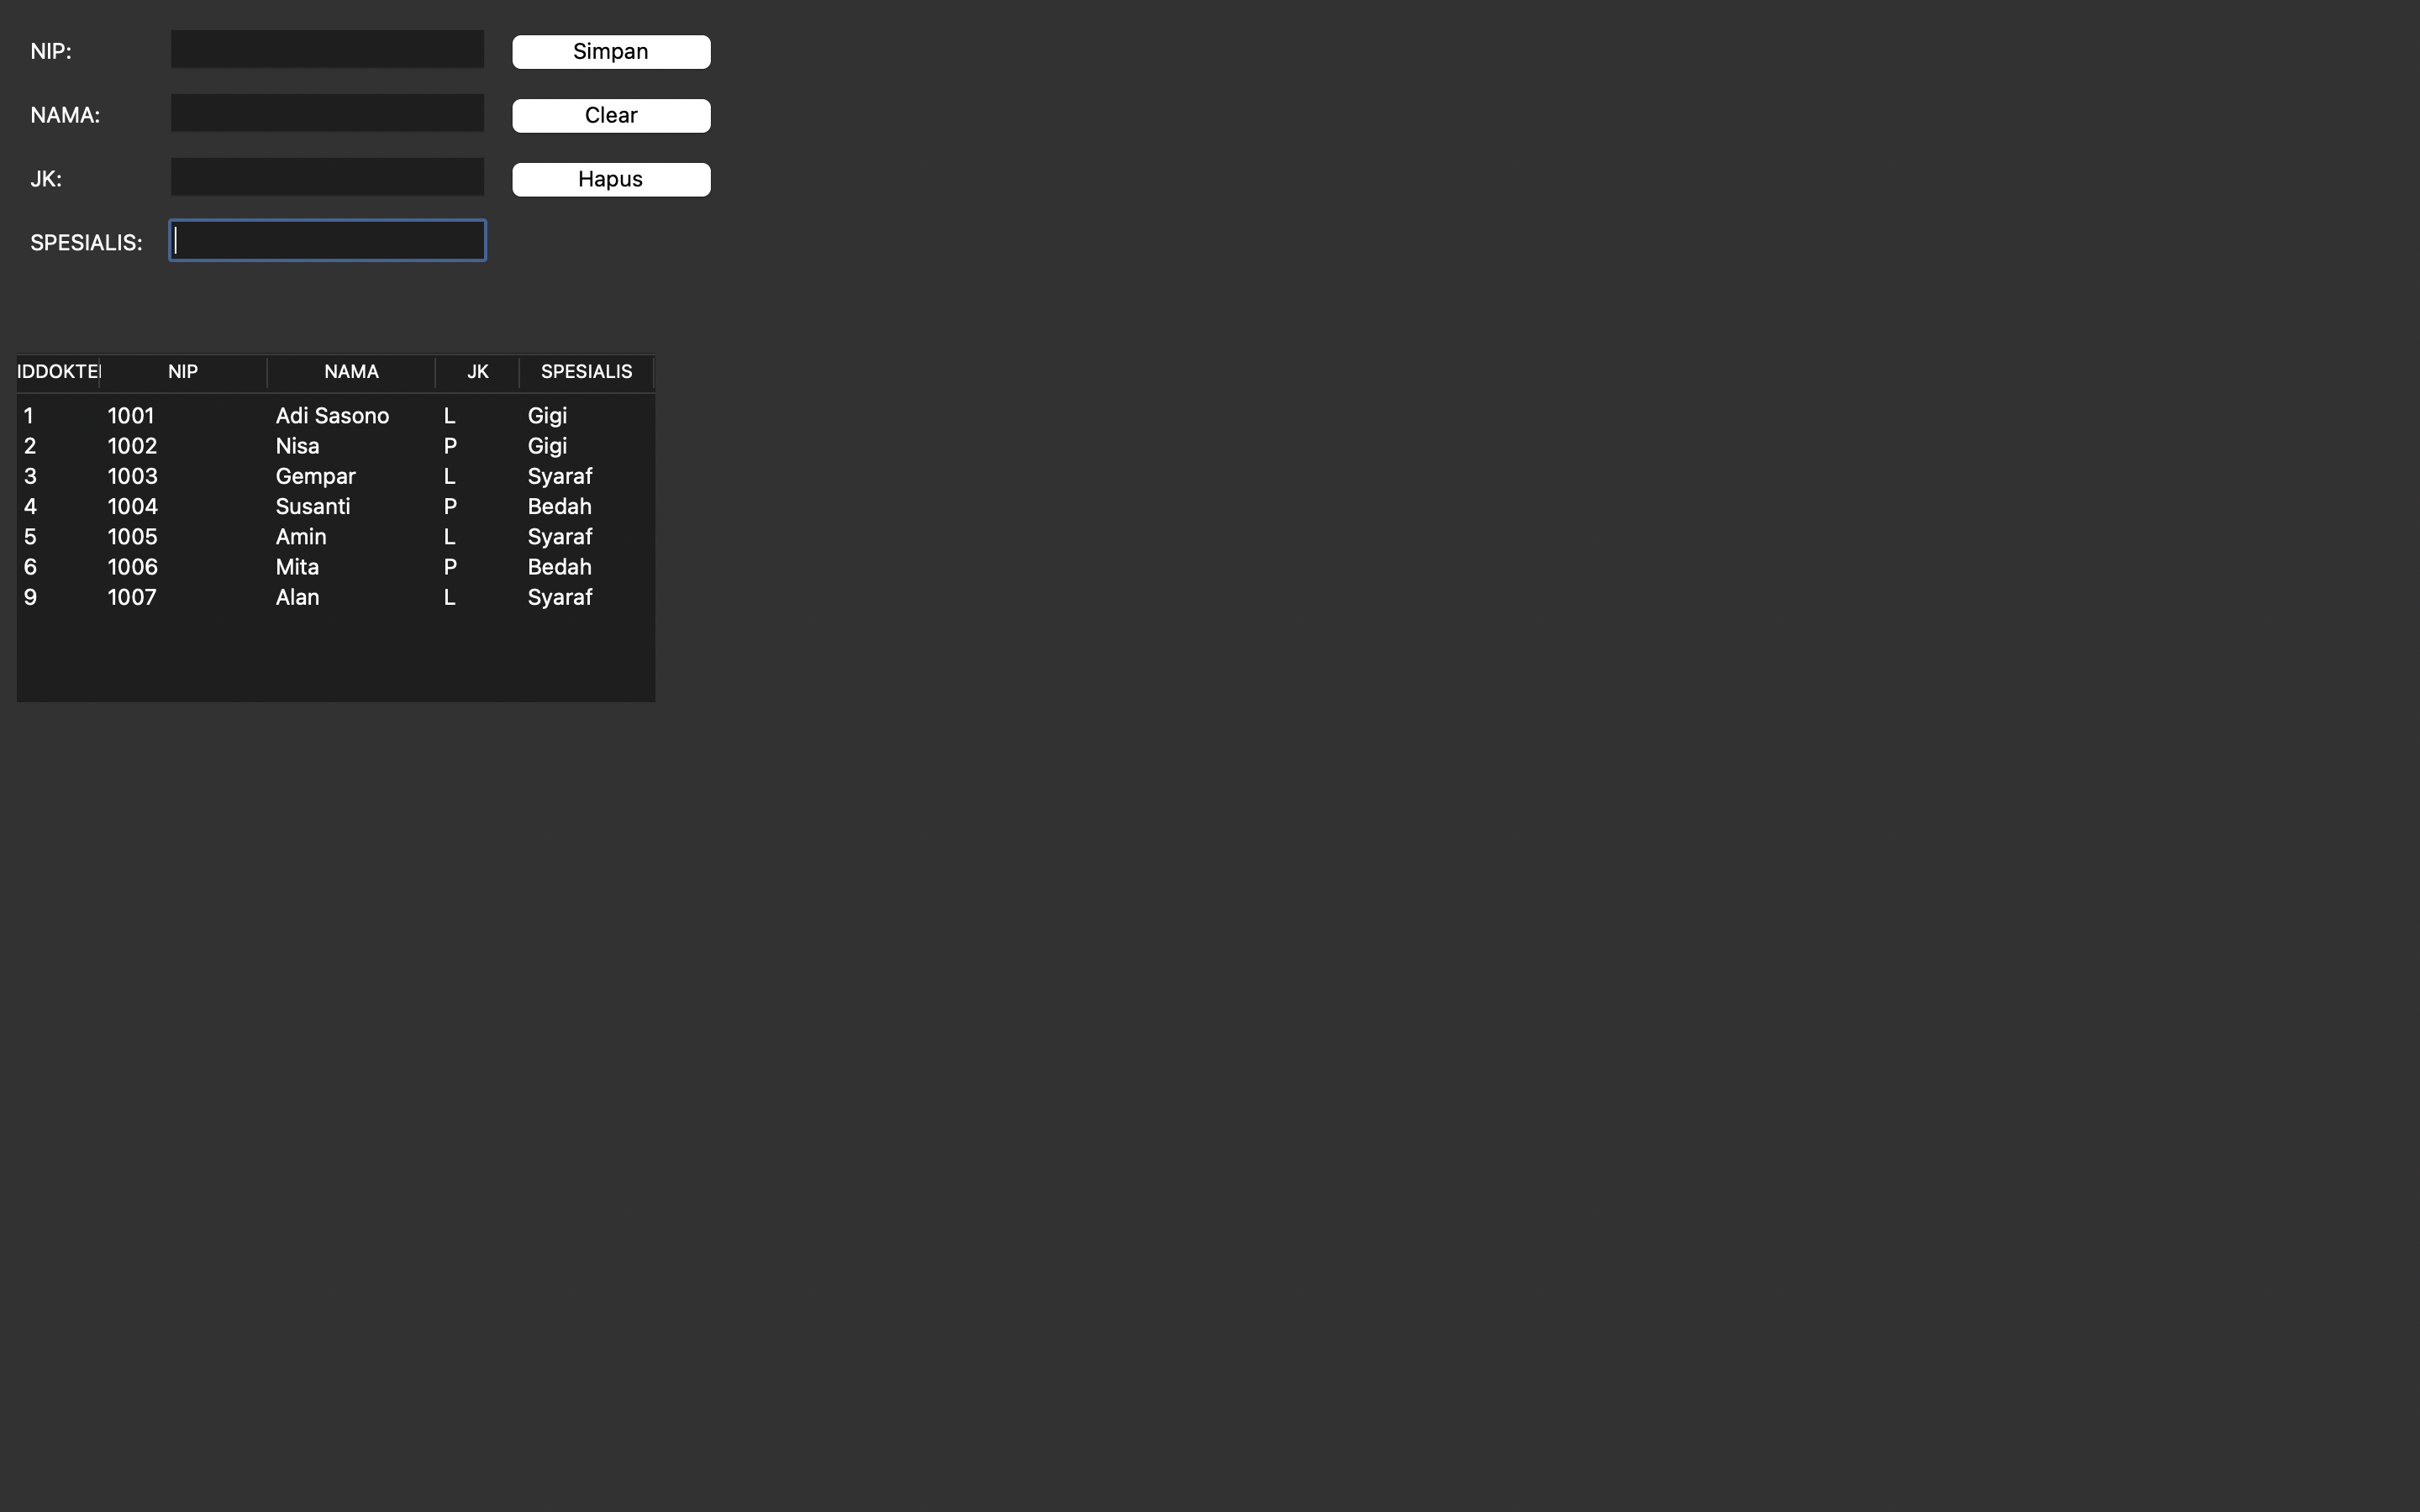 NIP: Simpan
NAMA: Clear
JK: Hapus
SPESIALIS:
IDDOKTE NIP NAMA JK SPESIALIS
1 1001 Adi Sasono L Gigi
2 1002 Nisa P Gigi
3 1003 Gempar L Syaraf
4 1004 Susanti P Bedah
5 1005 Amin L Syaraf
6 1006 Mita P Bedah
9 1007 Alan L Syaraf